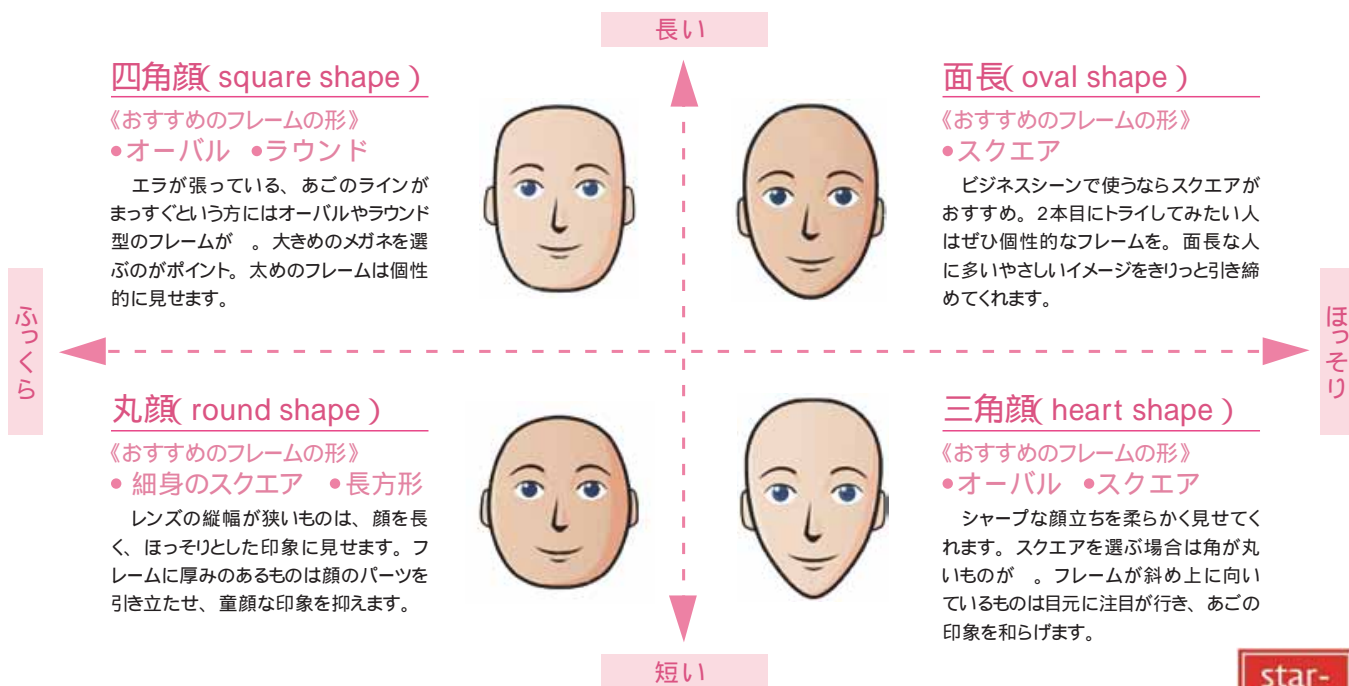 長い
四角顔( square shape )
《おすすめのフレームの形》
•オーバル •ラウンド
エラが張っている、あごのラインが
まっすぐという方にはオーバルやラウンド
型のフレームが 。大きめのメガネを選
ぶのがポイント。太めのフレームは個性
的に見せます。
面長( oval shape )
《おすすめのフレームの形》
•スクエア
ビジネスシーンで使うならスクエアが
おすすめ。2本目にトライしてみたい人
はぜひ個性的なフレームを。面長な人
に多いやさしいイメージをきりっと引き締
めてくれます。
ふっくら
ほっそり
丸顔( round shape )
《おすすめのフレームの形》
• 細身のスクエア •長方形
レンズの縦幅が狭いものは、顔を長
く、ほっそりとした印象に見せます。フ
レームに厚みのあるものは顔のパーツを
引き立たせ、童顔な印象を抑えます。
三角顔( heart shape )
《おすすめのフレームの形》
•オーバル •スクエア
シャープな顔立ちを柔らかく見せてく
れます。スクエアを選ぶ場合は角が丸
いものが 。フレームが斜め上に向い
ているものは目元に注目が行き、あごの
印象を和らげます。
短い
star-